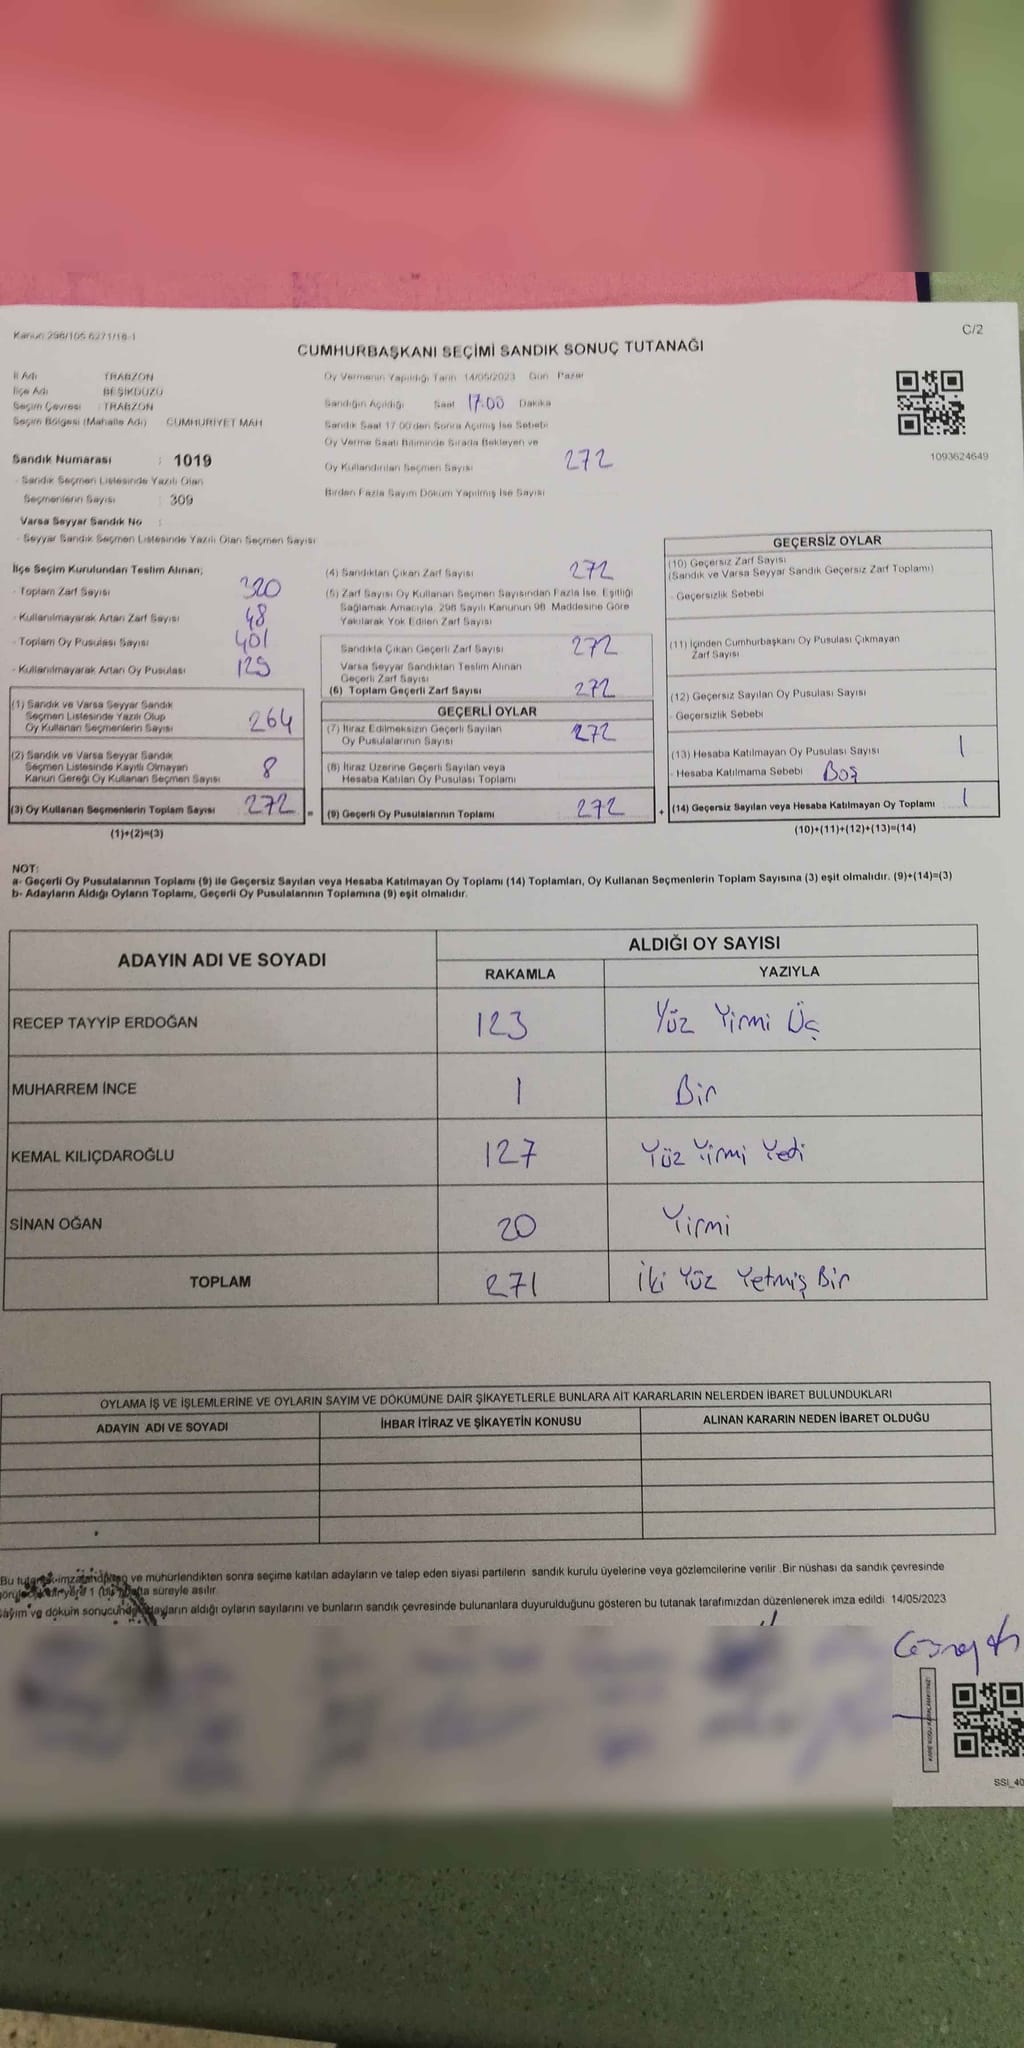 Kanun 298/105 6271/18-1
C/2
CUMHURBAŞKANI SEÇİMİ SANDIK SONUÇ TUTANAĞI
İl Adı TRABZON
İlçe Adı BEŞİKDÜZÜ
Seçim Çevresi : TRABZON
Seçim Bölgesi (Mahalle Adı) CUMHURİYET MAH
Sandık Numarası : 1019
- Sandık Seçmen Listesinde Yazılı Olan
Seçmenlerin Sayısı : 309
Varsa Seyyar Sandık No :
- Seyyar Sandık Seçmen Listesinde Yazılı Olan Seçmen Sayısı
Oy Vermenin Yapıldığı Tarih 14/05/2023 Gün Pazar
Sandığın Açıldığı Saat 17:00 Dakika
Sandık Saat 17 00'den Sonra Açımış İse Sebebi
Oy Verme Saati Bitiminde Sırada Bekleyen ve
Oy Kullandırılan Seçmen Sayısı 272
Birden Fazla Sayım Döküm Yapılmış İse Sayısı
1093624649
İlçe Seçim Kurulundan Teslim Alınan;
- Toplam Zarf Sayısı 320
- Kullanılmayarak Artan Zarf Sayısı 48
- Toplam Oy Pusulası Sayısı 401
- Kullanılmayarak Artan Oy Pusulası 125
(1) Sandık ve Varsa Seyyar Sandık
Seçmen Listesinde Yazılı Olup
Oy Kullanan Seçmenlerin Sayısı 264
(2) Sandık ve Varsa Seyyar Sandık
Seçmen Listesinde Kayıtlı Olmayan
Kanun Gereği Oy Kullanan Seçmen Sayısı 8
(3) Oy Kullanan Seçmenlerin Toplam Sayısı 272 =
(1)+(2)=(3)
(4) Sandıktan Çıkan Zarf Sayısı 272
(5) Zarf Sayısı Oy Kullanan Seçmen Sayısından Fazla İse, Eşitliği
Sağlamak Amacıyla, 298 Sayılı Kanunun 98. Maddesine Göre
Yakılarak Yok Edilen Zarf Sayısı
Sandıkta Çıkan Geçerli Zarf Sayısı 272
Varsa Seyyar Sandıktan Teslim Alınan
Geçerli Zarf Sayısı
(6) Toplam Geçerli Zarf Sayısı 272
GEÇERLİ OYLAR
(7) İtiraz Edilmeksizin Geçerli Sayılan
Oy Pusulalarının Sayısı 272
(8) İtiraz Üzerine Geçerli Sayılan veya
Hesaba Katılan Oy Pusulası Toplamı
(9) Geçerli Oy Pusulalarının Toplamı 272 +
GEÇERSİZ OYLAR
(10) Geçersiz Zarf Sayısı
(Sandık ve Varsa Seyyar Sandık Geçersiz Zarf Toplamı)
- Geçersizlik Sebebi
(11) İçinden Cumhurbaşkanı Oy Pusulası Çıkmayan
Zarf Sayısı
(12) Geçersiz Sayılan Oy Pusulası Sayısı
- Geçersizlik Sebebi
(13) Hesaba Katılmayan Oy Pusulası Sayısı 1
- Hesaba Katılmama Sebebi Boş
(14) Geçersiz Sayılan veya Hesaba Katılmayan Oy Toplamı 1
(10)+(11)+(12)+(13)=(14)
NOT:
a- Geçerli Oy Pusulalarının Toplamı (9) ile Geçersiz Sayılan veya Hesaba Katılmayan Oy Toplamı (14) Toplamları, Oy Kullanan Seçmenlerin Toplam Sayısına (3) eşit olmalıdır. (9)+(14)=(3)
b- Adayların Aldığı Oyların Toplamı, Geçerli Oy Pusulalarının Toplamına (9) eşit olmalıdır.
ADAYIN ADI VE SOYADI ALDIĞI OY SAYISI
RAKAMLA YAZIYLA
RECEP TAYYİP ERDOĞAN 123 Yüz Yirmi Üç
MUHARREM İNCE 1 Bir
KEMAL KILIÇDAROĞLU 127 Yüz Yirmi Yedi
SİNAN OĞAN 20 Yirmi
TOPLAM 271 İki Yüz Yetmiş Bir
OYLAMA İŞ VE İŞLEMLERİNE VE OYLARIN SAYIM VE DÖKÜMÜNE DAİR ŞİKAYETLERLE BUNLARA AİT KARARLARIN NELERDEN İBARET BULUNDUKLARI
ADAYIN ADI VE SOYADI İHBAR İTİRAZ VE ŞİKAYETİN KONUSU ALINAN KARARIN NEDEN İBARET OLDUĞU
Bu ve mühürlendikten sonra seçime katılan adayların ve talep eden siyasi partilerin sandık kurulu üyelerine veya gözlemcilerine verilir .Bir nüshası da sandık çevresinde
yere 1 süreyle asılır.
sayım ve döküm sonucunda adayların aldığı oyların sayılarını ve bunların sandık çevresinde bulunanlara duyurulduğunu gösteren bu tutanak tarafımızdan düzenlenerek imza edildi 14/05/2023
SSI_40